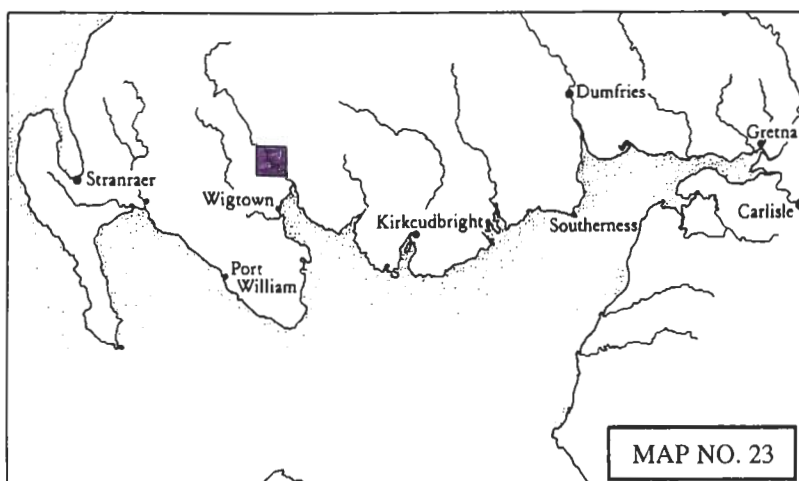 Dumfries
Gretna
Stranraer
Wigtown
Kirkcudbright
Southerness
Carlisle
Port
William
MAP NO. 23